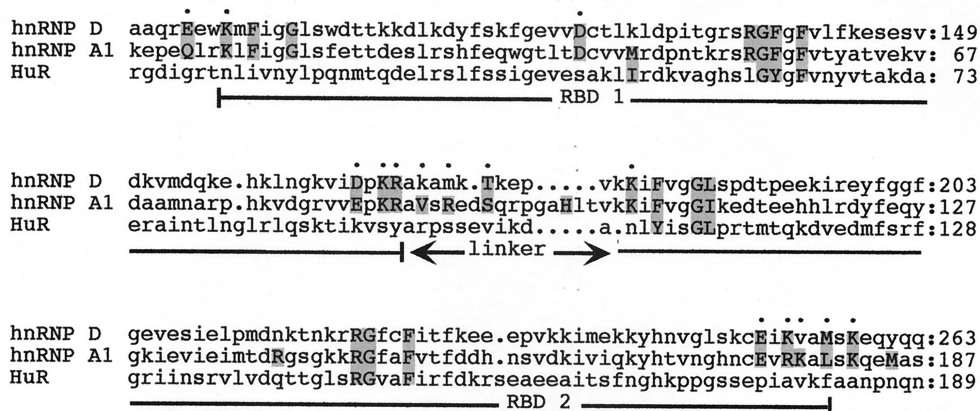 hnRNP D aaqrEewKmFigGlswdttkkdlkdyfskfgevvDctlkldpitgrsRGFgFvlfkesesv:149
hnRNP A1 kepeQlrKlFigGlsfettdeslrshfeqwgtltDcvvMrdpntkrsRGFgFvtyatvekv: 67
HuR rgdigrtnlivnylpqnmtqdelrslfssigevesaklIrdkvaghslGYgFvnyvtakda: 73
RBD 1
hnRNP D dkvmdqke.hklngkviDpKRakamk.Tkep.....vkKiFvgGLspdtpeekireyfggf:203
hnRNP A1 daamnarp.hkvdgrvvEpKRaVsRedSqrpgaHltvkKiFvgGIkedteehhlrdyfeqy:127
HuR eraintlnglrlqsktikvsyarpssevikd.....a.nlYisGLprtmtqkdvedmfsrf:128
linker
hnRNP D gevesielpmdnktnkrRGfcFitfkee.epvkkimekkyhnvglskcEiKvaMsKeqyqq:263
hnRNP A1 gkievieimtdRgsgkkRGfaFvtfddh.nsvdkiviqkyhtvnghncEvRKaLsKqeMas:187
HuR griinsrvlvdqttglsRGvaFirfdkrseaeeaitsfnghkppgssepiavkfaanpnqn:189
RBD 2